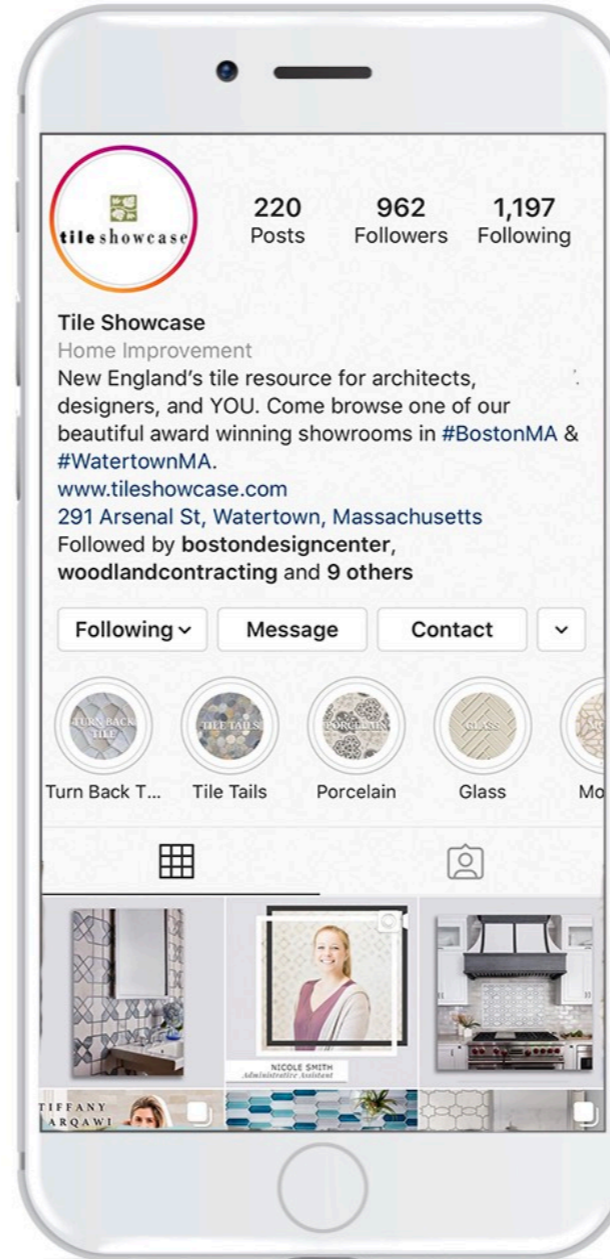 tile showcase
220
Posts
962
Followers
1,197
Following
Tile Showcase
Home Improvement
New England's tile resource for architects,
designers, and YOU. Come browse one of our
beautiful award winning showrooms in #BostonMA &
#WatertownMA.
www.tileshowcase.com
291 Arsenal St, Watertown, Massachusetts
Followed by bostondesigncenter,
woodlandcontracting and 9 others
Following
Message
Contact
TURN BACK
TILE
TILE TAILS
PORCELAIN
GLASS
Turn Back T...
Tile Tails
Porcelain
Glass
Mo
NICOLE SMITH
Administrative Assistant
TIFFANY
ARQAWI